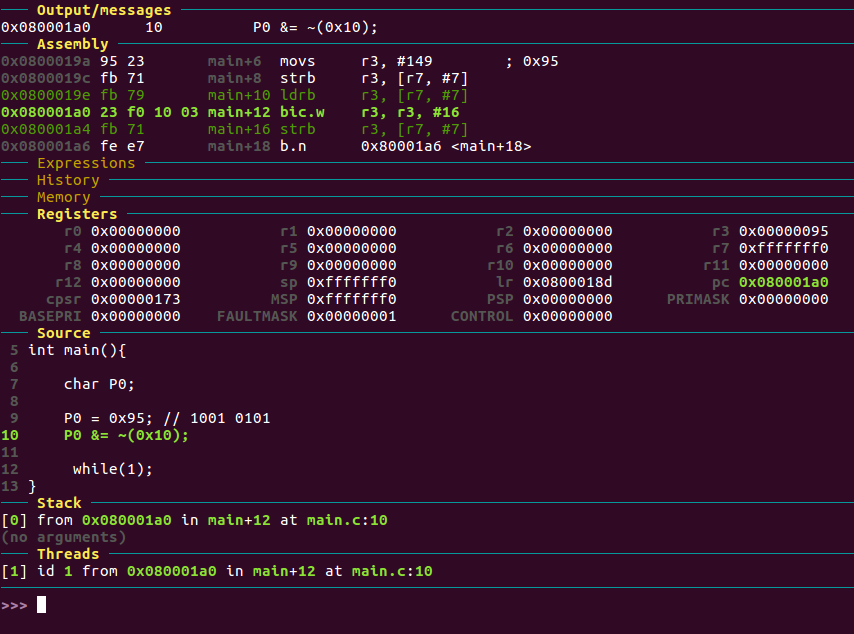 Output/messages
0x080001a0 10 P0 &= ~(0x10);
Assembly
0x0800019a 95 23 main+6 movs r3, #149 ; 0x95
0x0800019c fb 71 main+8 strb r3, [r7, #7]
0x0800019e fb 79 main+10 ldrb r3, [r7, #7]
0x080001a0 23 f0 10 03 main+12 bic.w r3, r3, #16
0x080001a4 fb 71 main+16 strb r3, [r7, #7]
0x080001a6 fe e7 main+18 b.n 0x80001a6 <main+18>
Expressions
History
Memory
Registers
r0 0x00000000 r1 0x00000000 r2 0x00000000 r3 0x00000095
r4 0x00000000 r5 0x00000000 r6 0x00000000 r7 0xfffffff0
r8 0x00000000 r9 0x00000000 r10 0x00000000 r11 0x00000000
r12 0x00000000 sp 0xfffffff0 lr 0x0800018d pc 0x080001a0
cpsr 0x00000173 MSP 0xfffffff0 PSP 0x00000000 PRIMASK 0x00000000
BASEPRI 0x00000000 FAULTMASK 0x00000001 CONTROL 0x00000000
Source
5 int main(){
6
7 char P0;
8
9 P0 = 0x95; // 1001 0101
10 P0 &= ~(0x10);
11
12 while(1);
13 }
Stack
[0] from 0x080001a0 in main+12 at main.c:10
(no arguments)
Threads
[1] id 1 from 0x080001a0 in main+12 at main.c:10
>>>